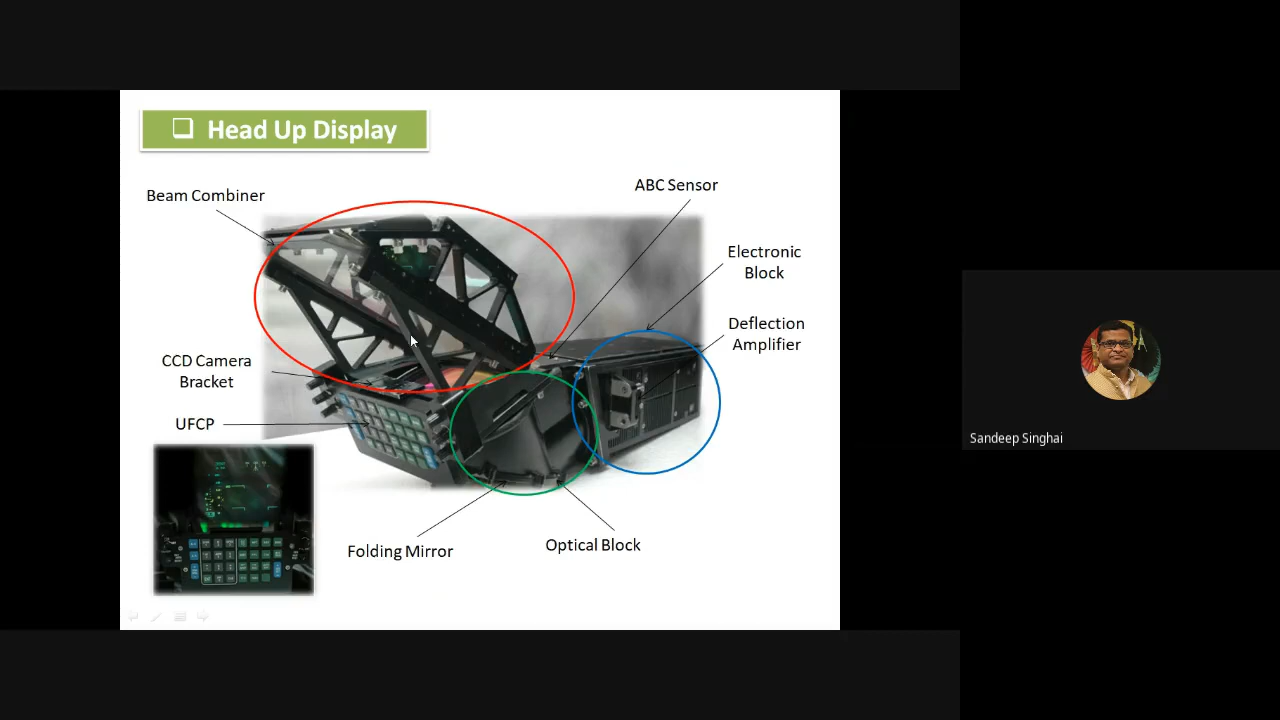 Head Up Display
Beam Combiner
ABC Sensor
Electronic
Block
Deflection
Amplifier
CCD Camera
Bracket
UFCP
Folding Mirror
Optical Block
Sandeep Singhai